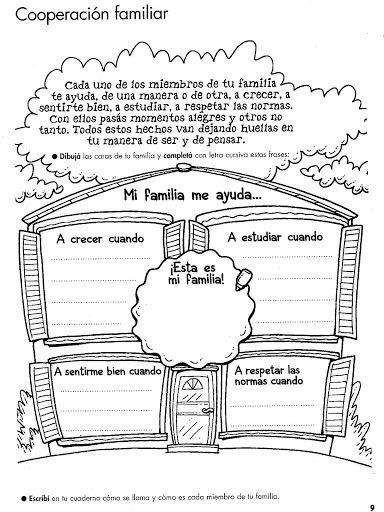 Cooperación familiar
Cada uno de los miembros de tu familia
te ayuda, de una manera o de otra, a crecer, a
sentirte bien, a estudiar, a respetar las normas.
Con ellos pasás momentos alegres y otros no
tanto. Todos estos hechos van dejando huellas en
tu manera de ser y de pensar.
● Dibujá las caras de tu familia y completá con letra cursiva estas frases:
Mi familia me ayuda...
A crecer cuando
A estudiar cuando
¡Esta es
mi familia!
A sentirme bien cuando
A respetar las
normas cuando
● Escribí en tu cuaderno cómo se llama y cómo es cada miembro de tu familia.
9